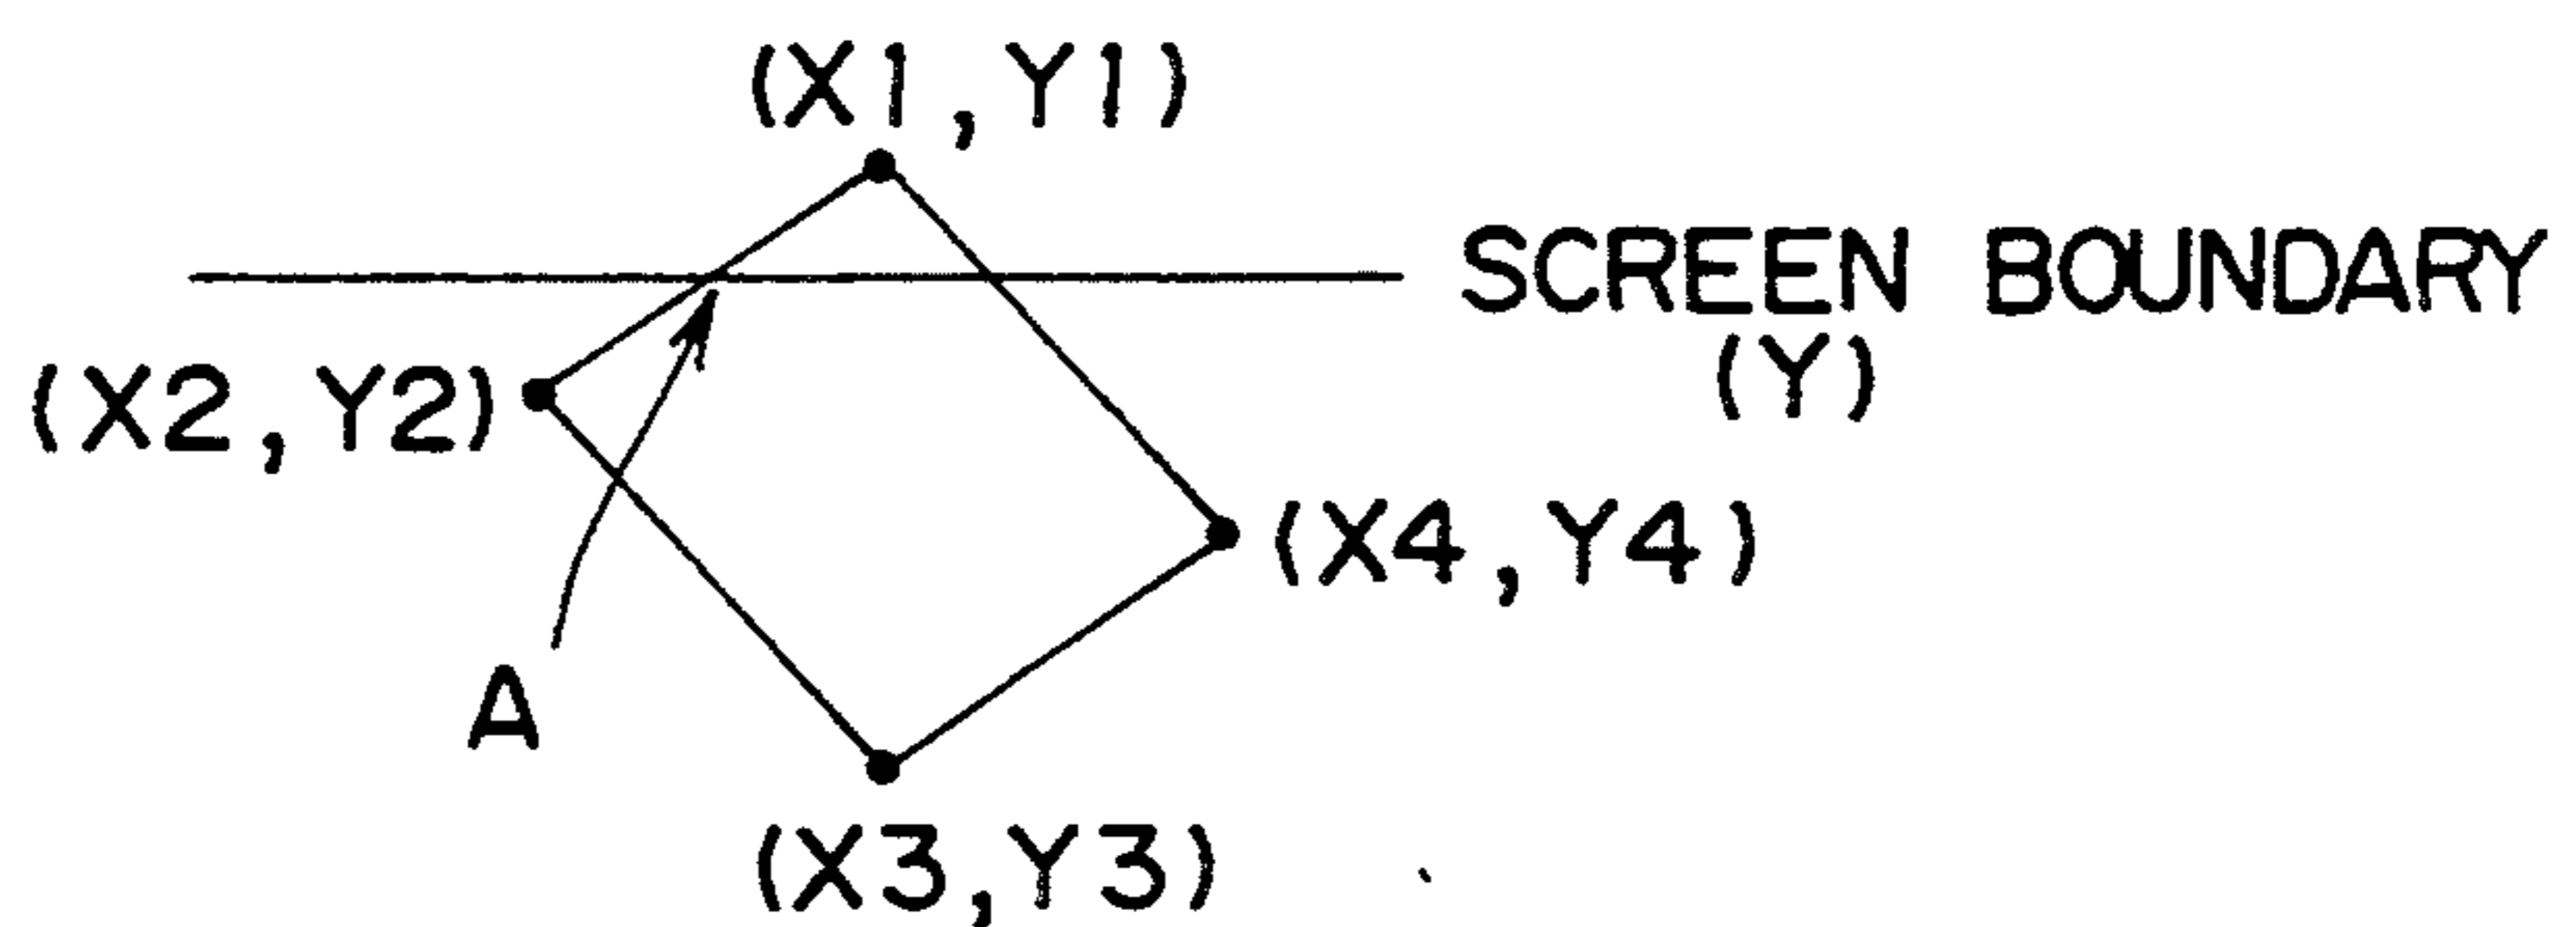 (X1,Y1)
SCREEN BOUNDARY
(Y)
(X2,Y2)
(X4,Y4)
A
(X3,Y3)